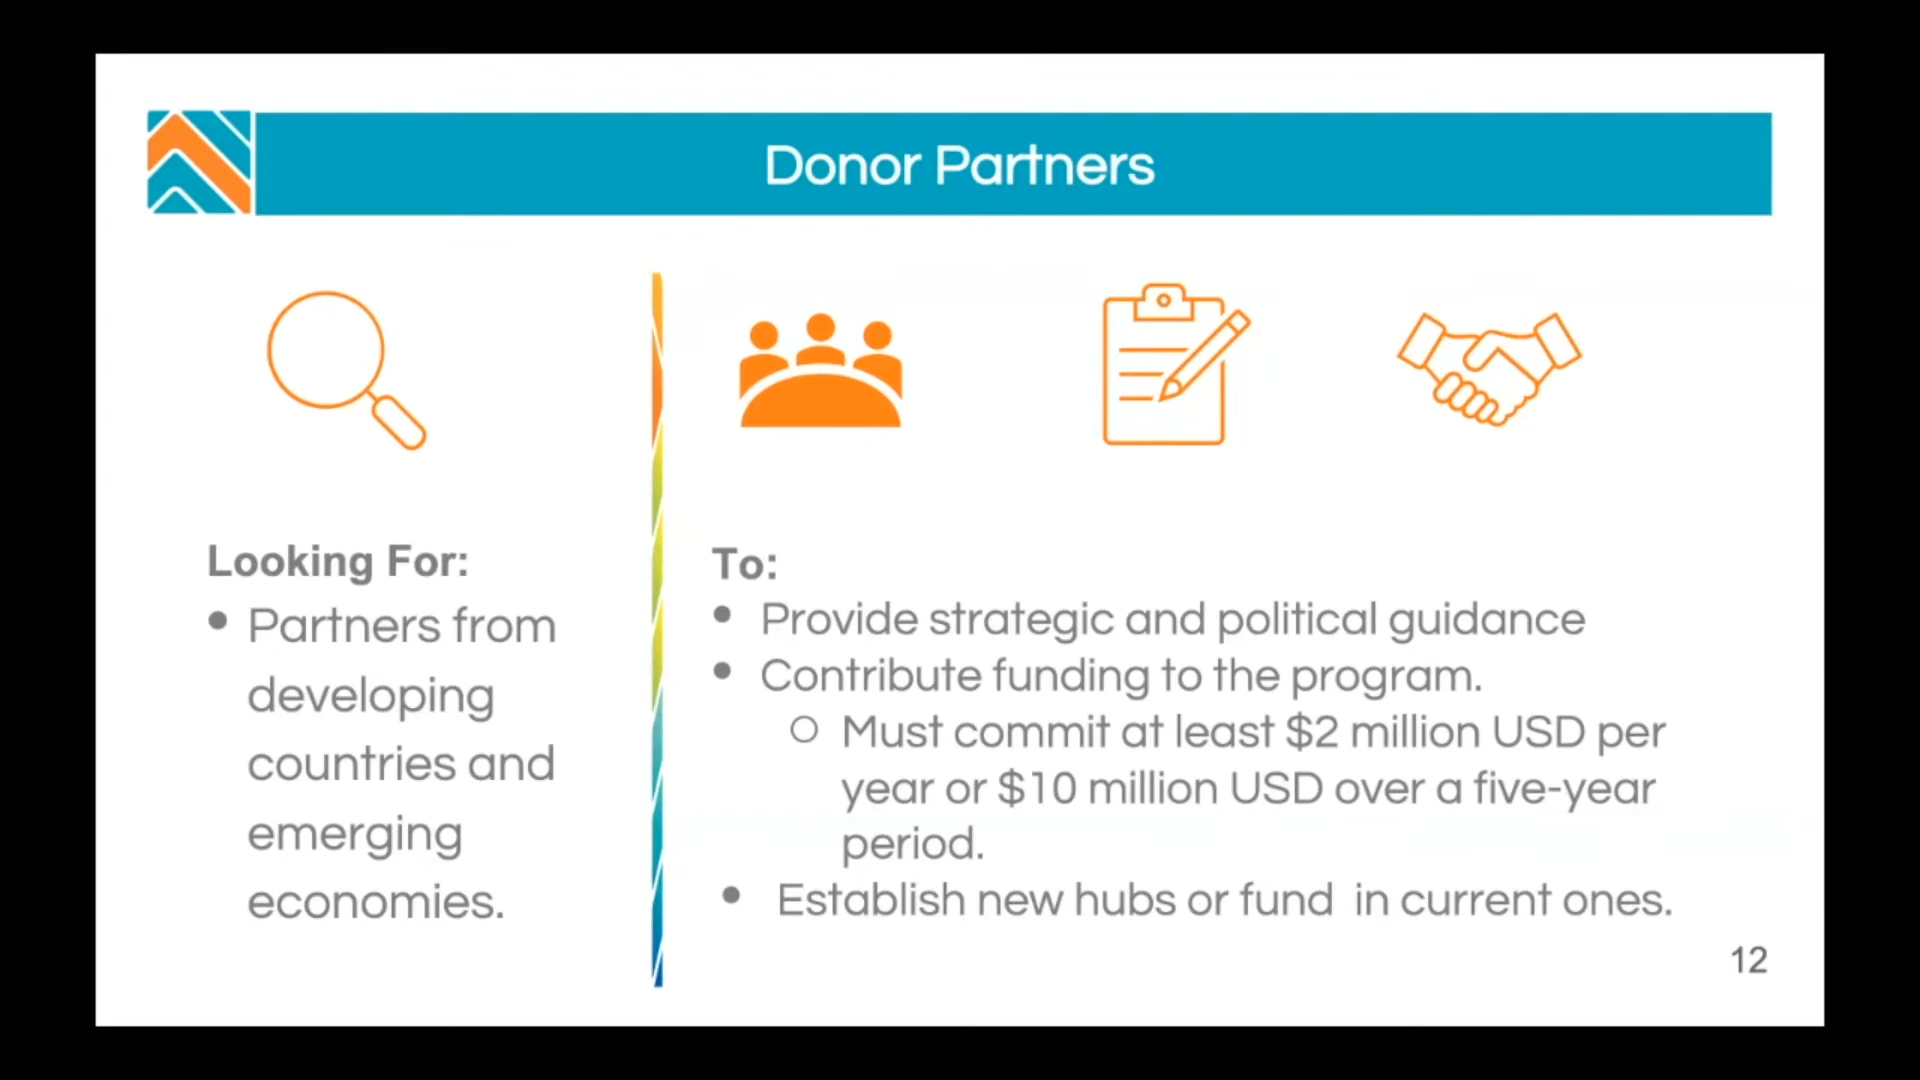 Donor Partners
Looking For:
• Partners from
developing
countries and
emerging
economies.
To:
• Provide strategic and political guidance
• Contribute funding to the program.
○ Must commit at least $2 million USD per
year or $10 million USD over a five-year
period.
• Establish new hubs or fund  in current ones.
12